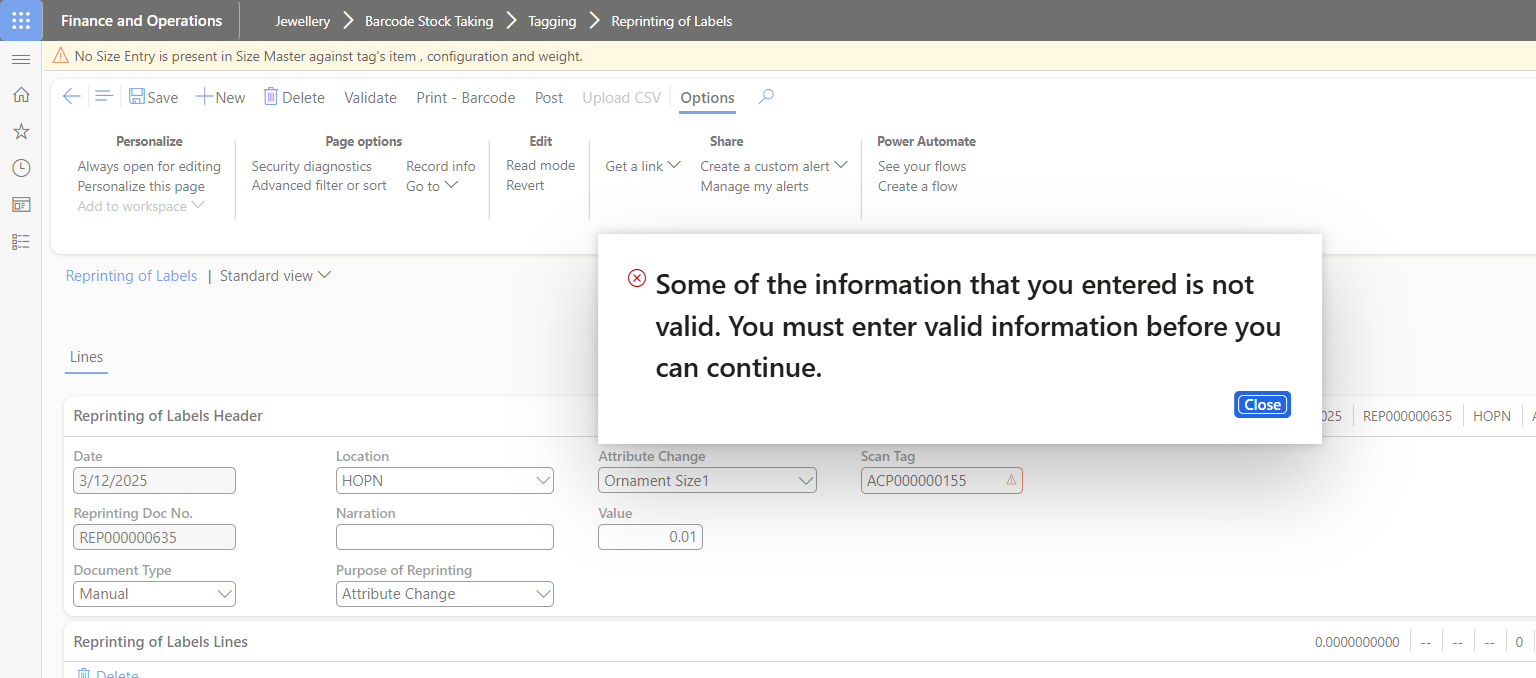 Finance and Operations
Jewellery > Barcode Stock Taking > Tagging > Reprinting of Labels
No Size Entry is present in Size Master against tag's item , configuration and weight.
Save New Delete Validate Print - Barcode Post Upload CSV Options
Personalize
Always open for editing
Personalize this page
Add to workspace
Page options
Security diagnostics
Advanced filter or sort
Record info
Go to
Edit
Read mode
Revert
Share
Get a link
Create a custom alert
Manage my alerts
Power Automate
See your flows
Create a flow
Reprinting of Labels | Standard view
Some of the information that you entered is not
valid. You must enter valid information before you
can continue.
Close
Lines
Reprinting of Labels Header
025 REP000000635 HOPN
Date
3/12/2025
Reprinting Doc No.
REP000000635
Document Type
Manual
Location
HOPN
Narration
Purpose of Reprinting
Attribute Change
Attribute Change
Ornament Size1
Value
0.01
Scan Tag
ACP000000155
Reprinting of Labels Lines
0.0000000000 -- -- -- 0
Delete